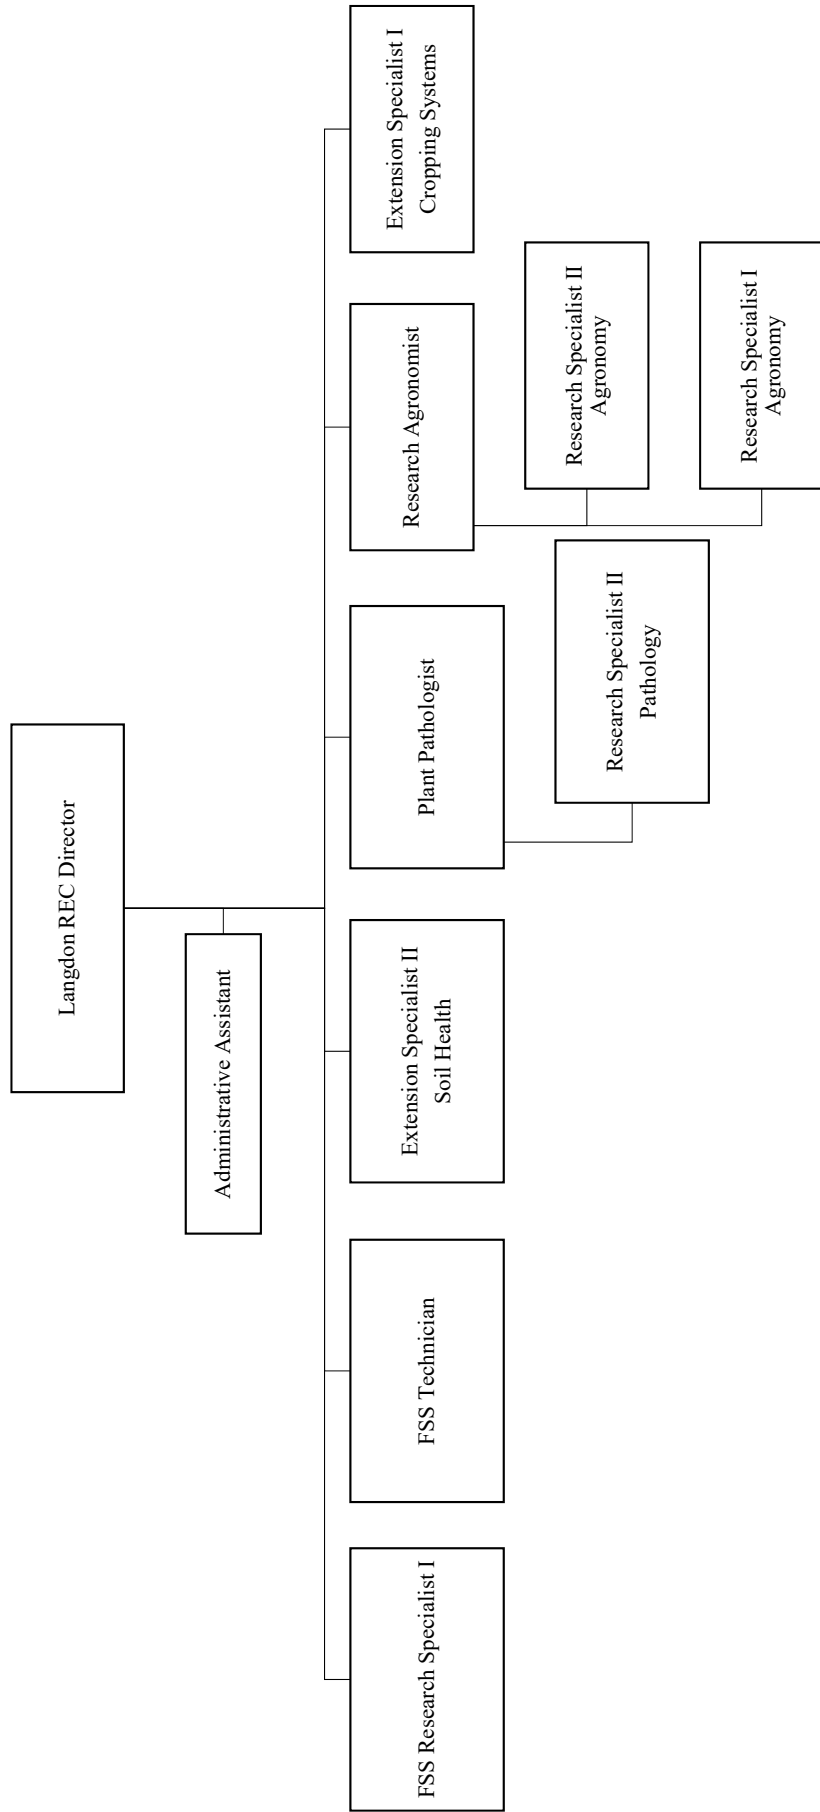 Langdon REC Director
Administrative Assistant
FSS Research Specialist I
FSS Technician
Extension Specialist II
Soil Health
Plant Pathologist
Research Agronomist
Extension Specialist I
Cropping Systems
Research Specialist II
Pathology
Research Specialist II
Agronomy
Research Specialist I
Agronomy